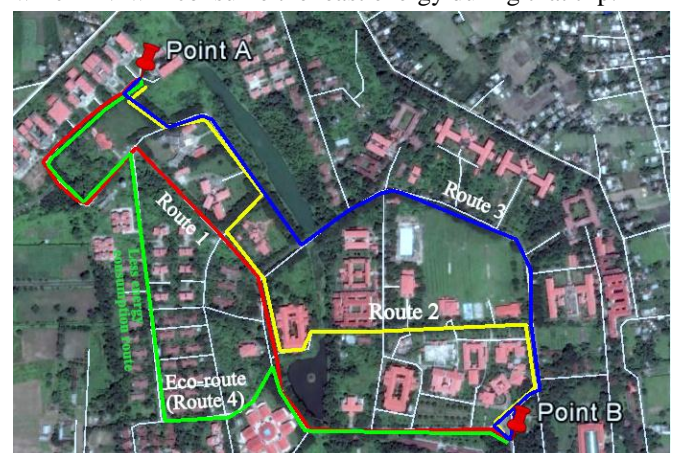 Point A
Route 3
Route 1
Less energy
consumption route
Route 2
Eco-route
(Route 4)
Point B